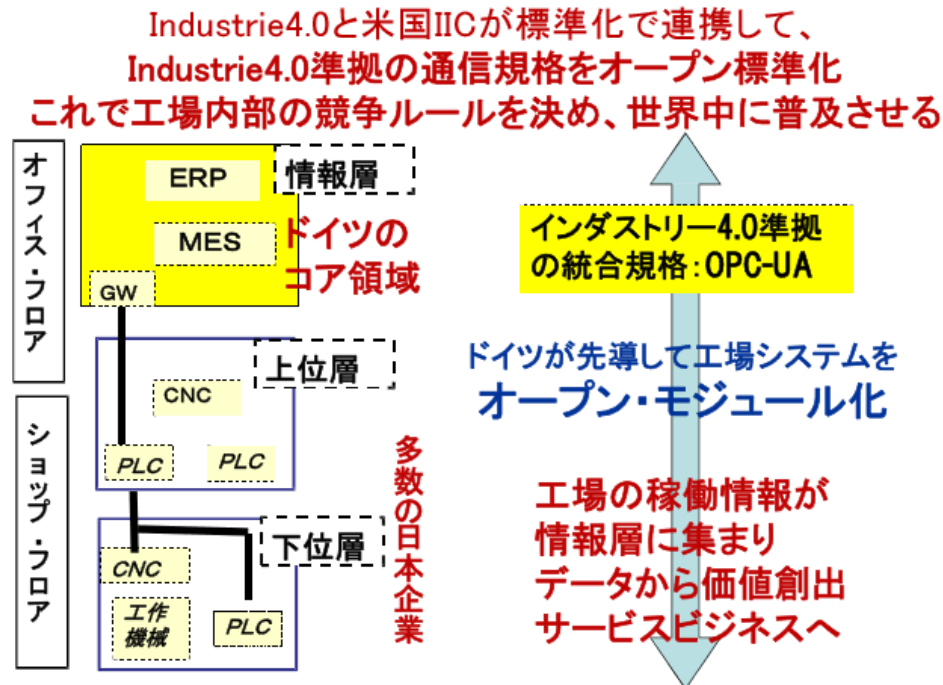 Industrie4.0と米国IICが標準化で連携して、
Industrie4.0準拠の通信規格をオープン標準化
これで工場内部の競争ルールを決め、世界中に普及させる
オフィス・フロア
ERP
情報層
MES
ドイツの
コア領域
GW
インダストリー4.0準拠
の統合規格:OPC-UA
上位層
CNC
PLC
PLC
ドイツが先導して工場システムを
オープン・モジュール化
ショップ・フロア
多数の日本企業
下位層
CNC
工作
機械
PLC
工場の稼働情報が
情報層に集まり
データから価値創出
サービスビジネスへ